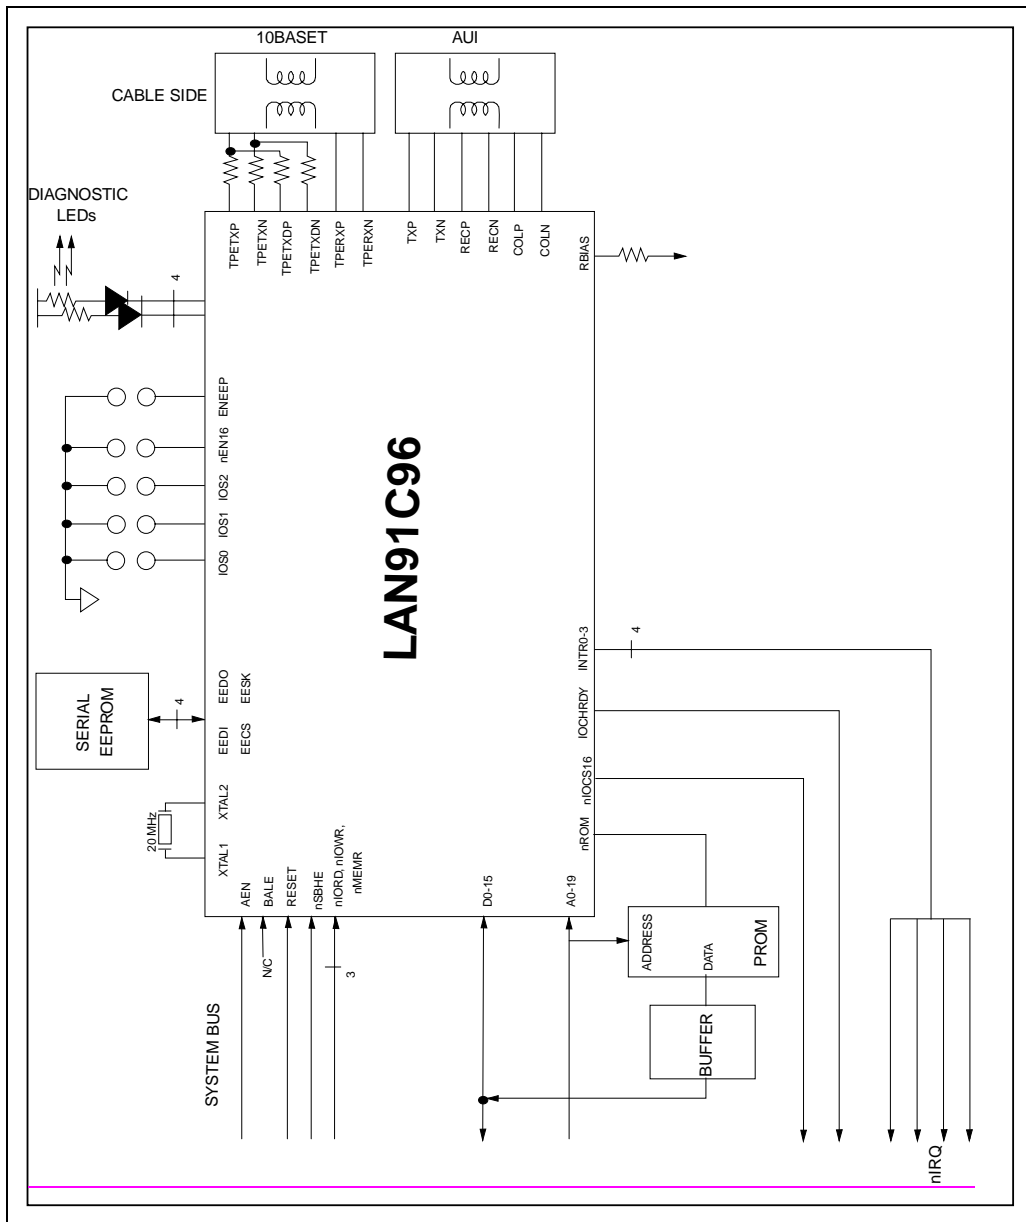 10BASET
AUI
CABLE SIDE
DIAGNOSTIC
LEDs
TPETXP
TPETXN
TPETXDP
TPETXDN
TPERXP
TPERXN
TXP
TXN
RECP
RECN
COLP
COLN
RBIAS
4
ENEEP
nEN16
IOS2
IOS1
IOS0
LAN91C96
INTR0-3
4
IOCHRDY
nIOCS16
nROM
SERIAL
EEPROM
4
EEDO
EESK
EEDI
EECS
XTAL2
20 MHz
XTAL1
AEN
BALE
RESET
nSBHE
nIORD, nIOWR,
nMEMR
D0-15
A0-19
N/C
3
ADDRESS
DATA
PROM
BUFFER
SYSTEM BUS
nIRQ